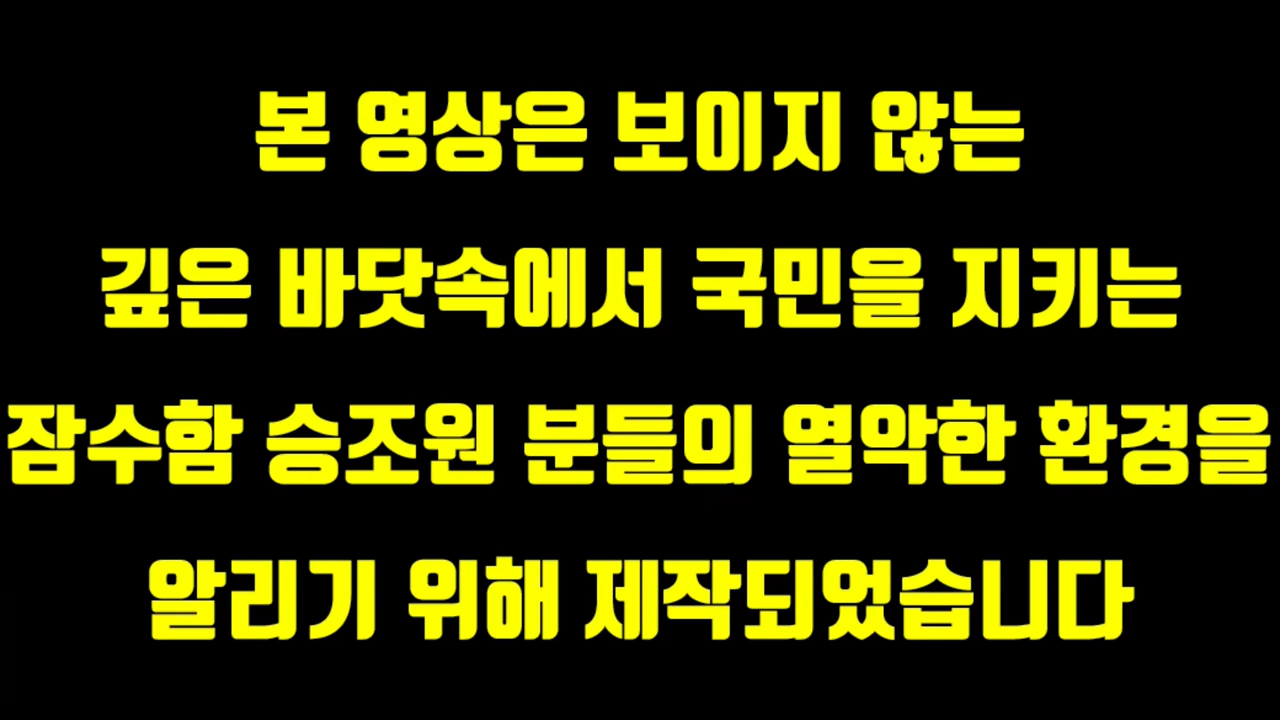 본 영상은 보이지 않는
깊은 바닷속에서 국민을 지키는
잠수함 승조원 분들의 열악한 환경을
알리기 위해 제작되었습니다